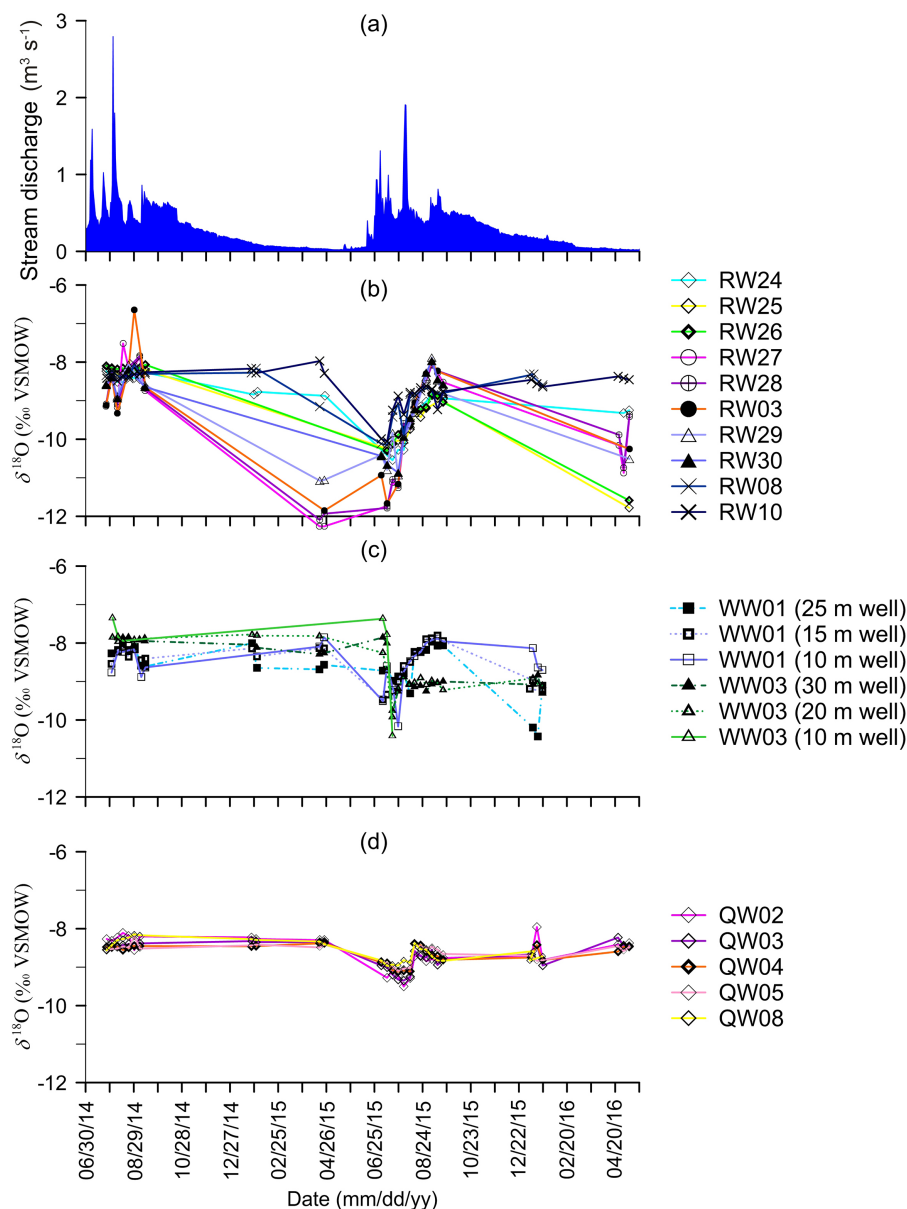 (a)
3
2
1
0
Stream discharge (m³ s⁻¹)
(b)
-6
-8
-10
-12
δ¹⁸O (‰ VSMOW)
RW24
RW25
RW26
RW27
RW28
RW03
RW29
RW30
RW08
RW10
(c)
-6
-8
-10
-12
δ¹⁸O (‰ VSMOW)
WW01 (25 m well)
WW01 (15 m well)
WW01 (10 m well)
WW03 (30 m well)
WW03 (20 m well)
WW03 (10 m well)
(d)
-6
-8
-10
-12
δ¹⁸O (‰ VSMOW)
QW02
QW03
QW04
QW05
QW08
06/30/14
08/29/14
10/28/14
12/27/14
02/25/15
04/26/15
06/25/15
08/24/15
10/23/15
12/22/15
02/20/16
04/20/16
Date (mm/dd/yy)